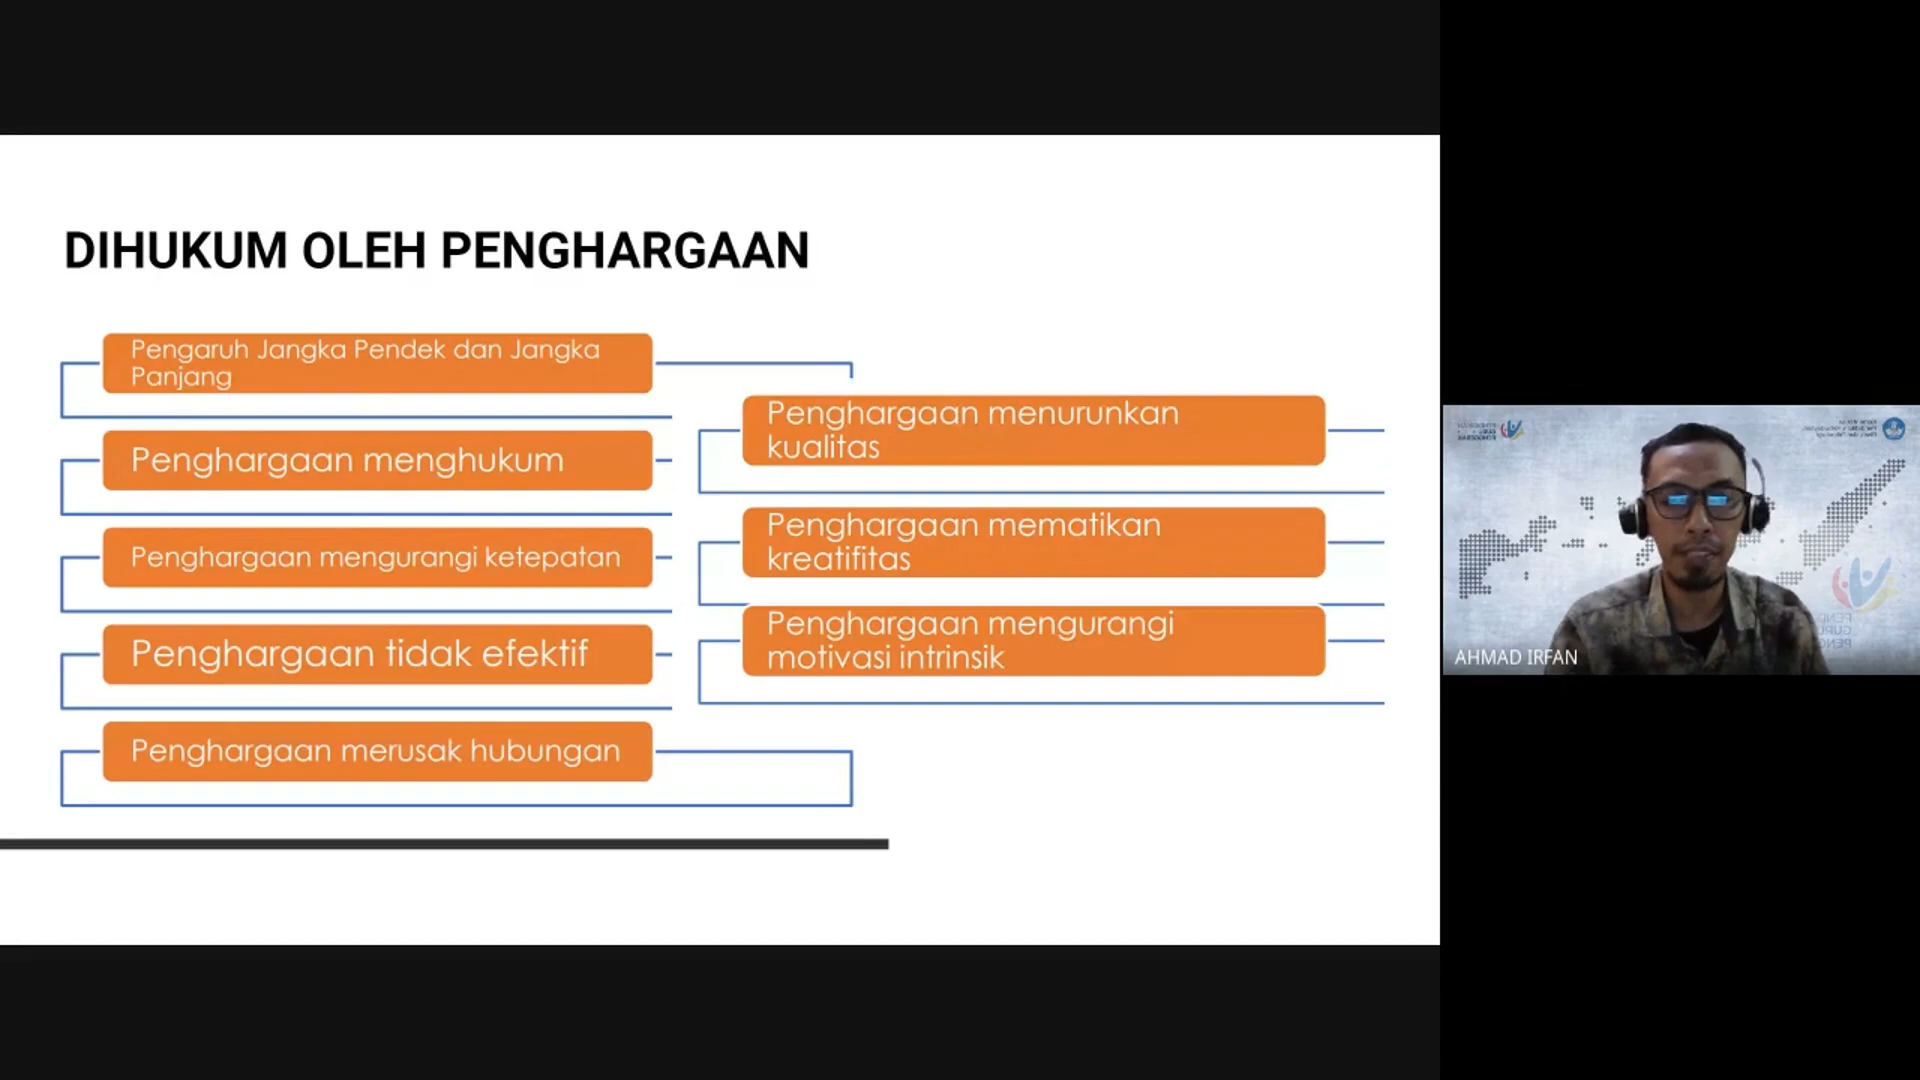 DIHUKUM OLEH PENGHARGAAN
Pengaruh Jangka Pendek dan Jangka
Panjang
Penghargaan menghukum
Penghargaan mengurangi ketepatan
Penghargaan tidak efektif
Penghargaan merusak hubungan
Penghargaan menurunkan
kualitas
Penghargaan mematikan
kreatifitas
Penghargaan mengurangi
motivasi intrinsik
AHMAD IRFAN